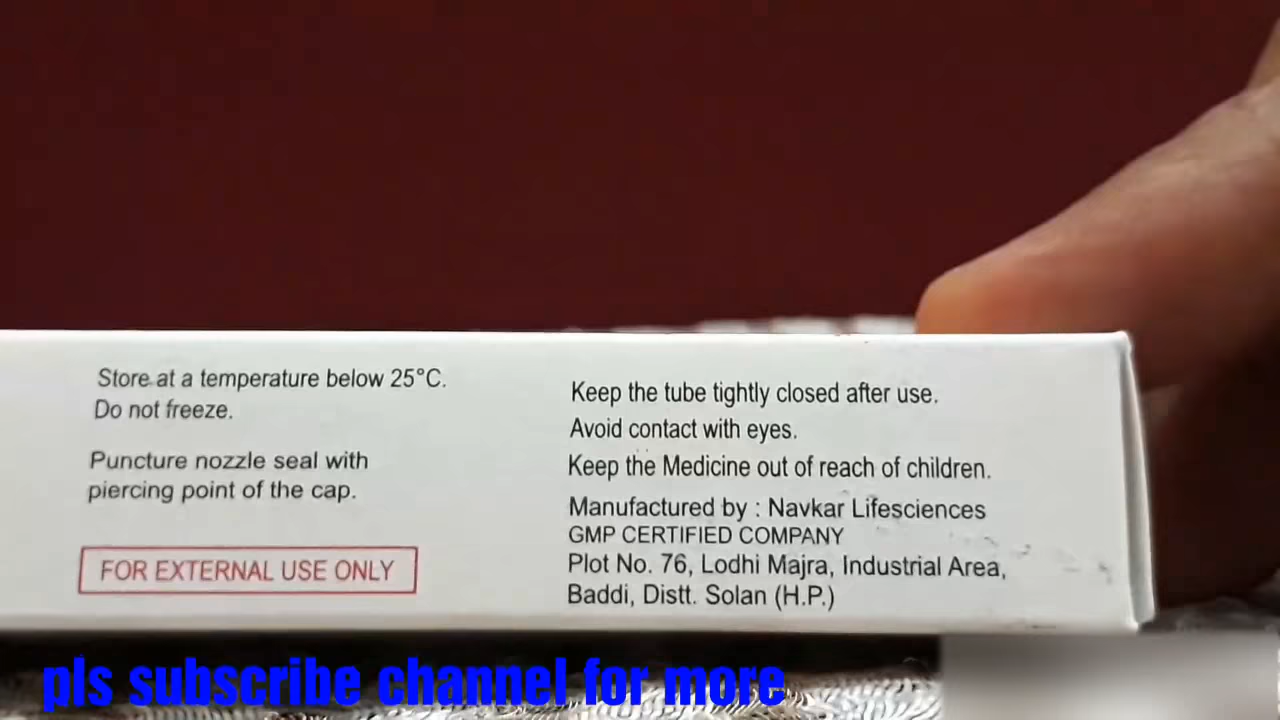 Store at a temperature below 25°C.
Do not freeze.
Puncture nozzle seal with
piercing point of the cap.
FOR EXTERNAL USE ONLY
Keep the tube tightly closed after use.
Avoid contact with eyes.
Keep the Medicine out of reach of children.
Manufactured by : Navkar Lifesciences
GMP CERTIFIED COMPANY
Plot No. 76, Lodhi Majra, Industrial Area,
Baddi, Distt. Solan (H.P.)
pls subscribe channel for more